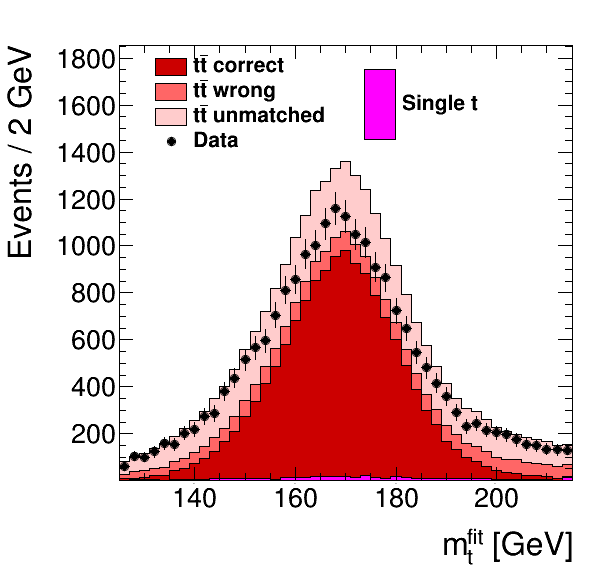 Events / 2 GeV
1800
1600
1400
1200
1000
800
600
400
200
tt̄ correct
tt̄ wrong
tt̄ unmatched
Data
Single t
140 160 180 200
m_t^fit [GeV]